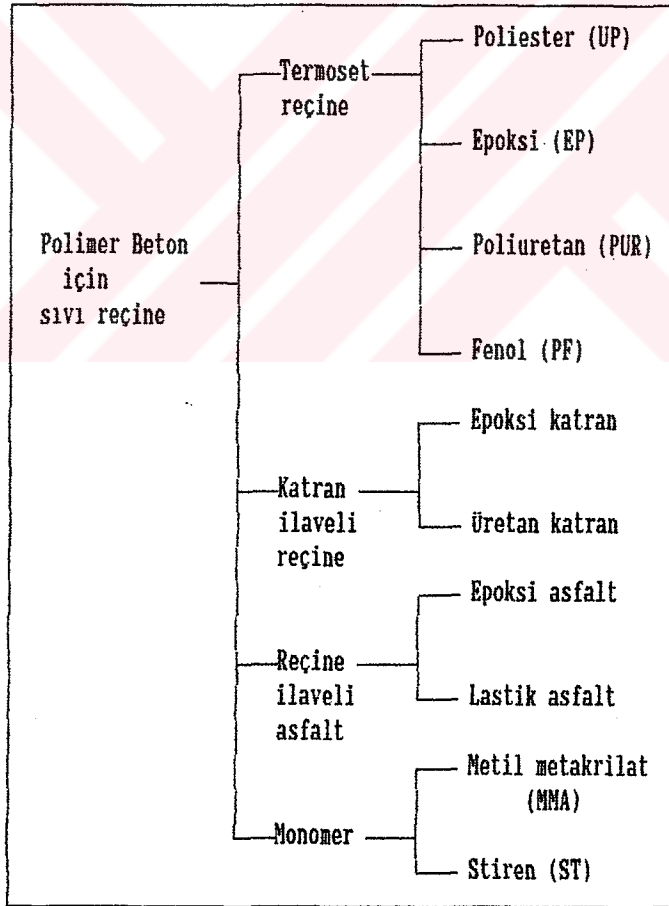 Polimer Beton
için
sıvı reçine
Termoset
reçine
Poliester (UP)
Epoksi (EP)
Poliuretan (PUR)
Fenol (PF)
Katran
ilaveli
reçine
Epoksi katran
Üretan katran
Reçine
ilaveli
asfalt
Epoksi asfalt
Lastik asfalt
Monomer
Metil metakrilat
(MMA)
Stiren (ST)